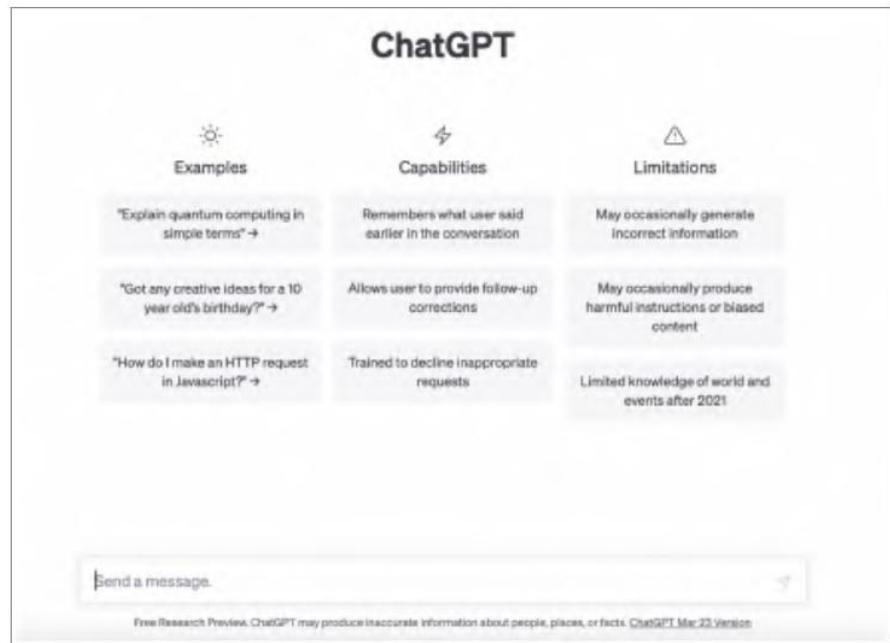 ChatGPT
Examples
"Explain quantum computing in
simple terms" →
"Got any creative ideas for a 10
year old's birthday?" →
"How do I make an HTTP request
in Javascript?" →
Capabilities
Remembers what user said
earlier in the conversation
Allows user to provide follow-up
corrections
Trained to decline inappropriate
requests
Limitations
May occasionally generate
incorrect information
May occasionally produce
harmful instructions or biased
content
Limited knowledge of world and
events after 2021
Send a message.
Free Research Preview. ChatGPT may produce inaccurate information about people, places, or facts. ChatGPT Mar 23 Version